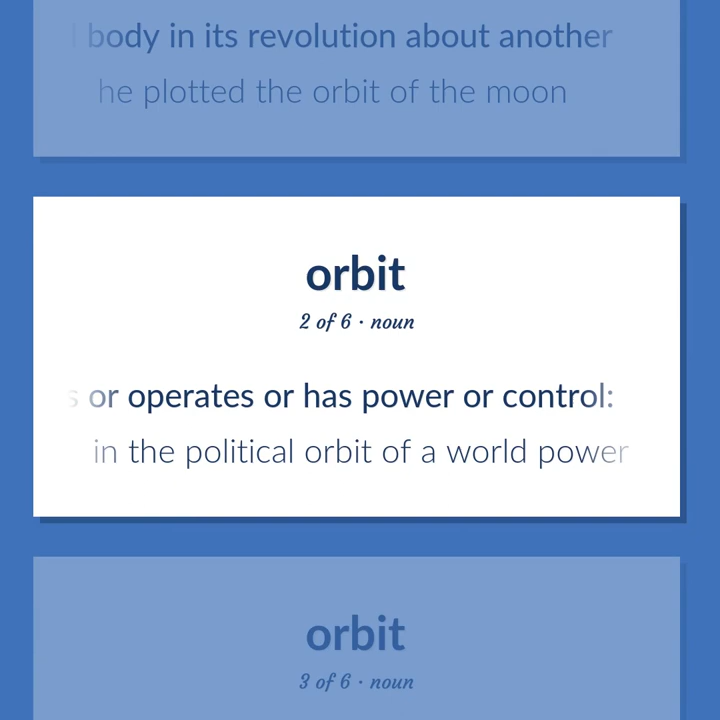 body in its revolution about another
he plotted the orbit of the moon
orbit
2 of 6 · noun
or operates or has power or control:
in the political orbit of a world power
orbit
3 of 6 · noun